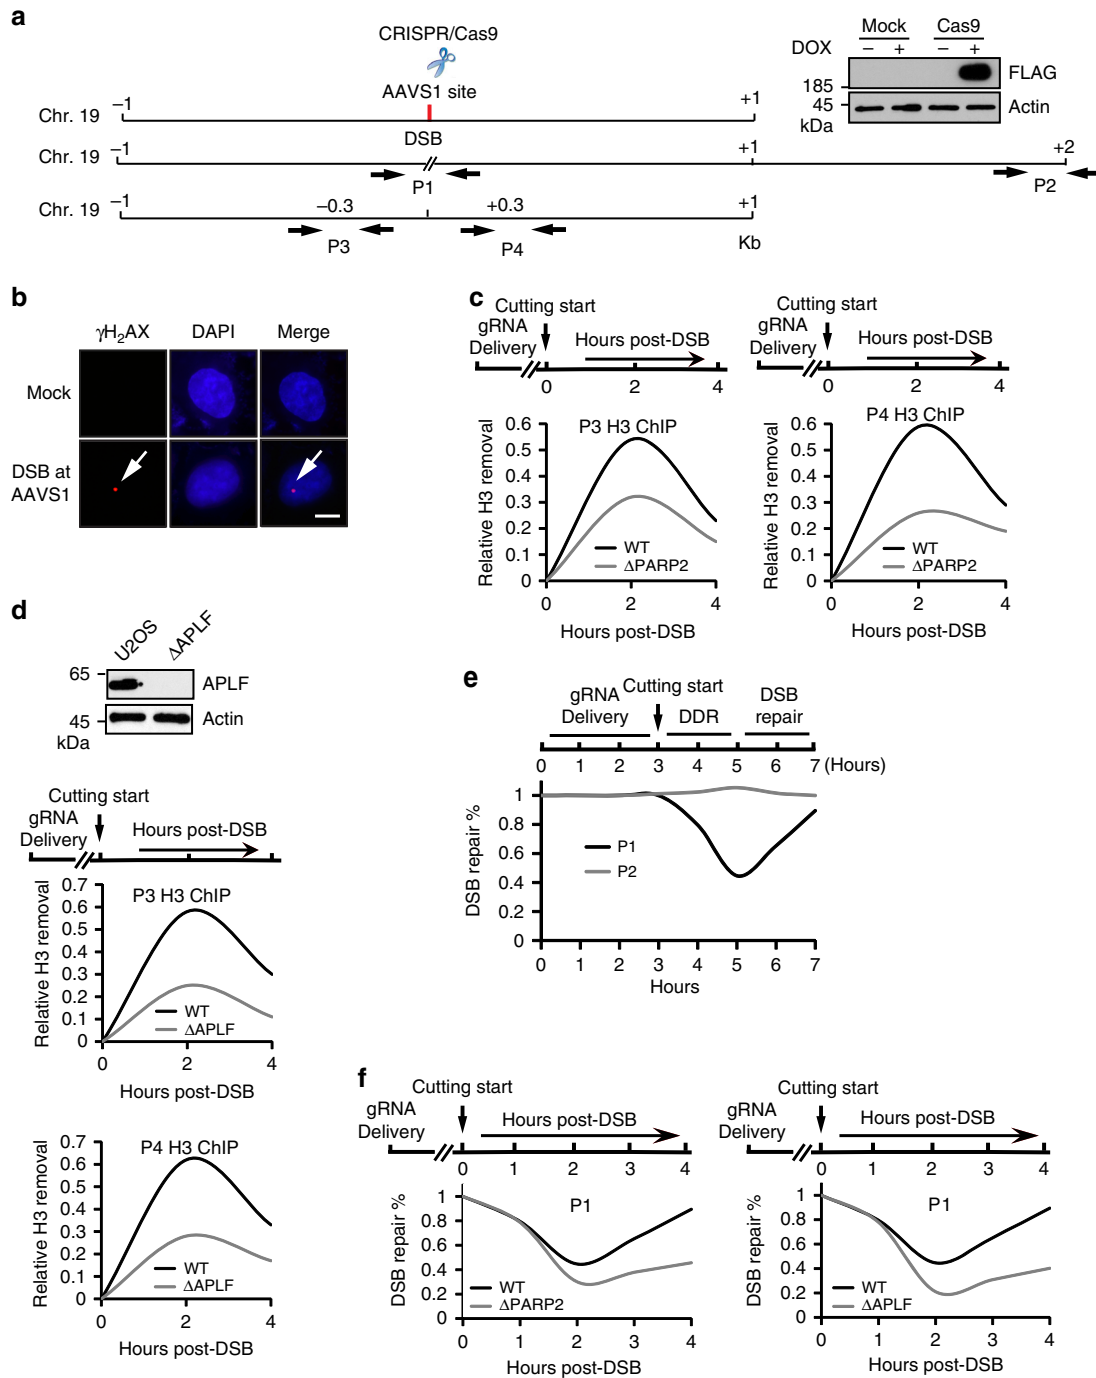 a
CRISPR/Cas9
AAVS1 site
Chr. 19
–1
+1
DSB
Chr. 19
–1
+1
+2
P1
P2
Chr. 19
–1
–0.3
+0.3
+1
P3
P4
Kb
Mock
Cas9
DOX
– + – +
185
FLAG
45
Actin
kDa
b
γH2AX
DAPI
Merge
Mock
DSB at
AAVS1
c
Cutting start
gRNA
Delivery
Hours post-DSB
0 2 4
P3 H3 ChIP
Relative H3 removal
0.6
0.5
0.4
0.3
0.2
0.1
0
WT
ΔPARP2
0 2 4
Hours post-DSB
Cutting start
gRNA
Delivery
Hours post-DSB
0 2 4
P4 H3 ChIP
Relative H3 removal
0.6
0.5
0.4
0.3
0.2
0.1
0
WT
ΔPARP2
0 2 4
Hours post-DSB
d
U2OS
ΔAPLF
65
APLF
45
Actin
kDa
Cutting start
gRNA
Delivery
Hours post-DSB
P3 H3 ChIP
Relative H3 removal
0.7
0.6
0.5
0.4
0.3
0.2
0.1
0
WT
ΔAPLF
0 2 4
Hours post-DSB
P4 H3 ChIP
Relative H3 removal
0.7
0.6
0.5
0.4
0.3
0.2
0.1
0
WT
ΔAPLF
0 2 4
Hours post-DSB
e
gRNA
Delivery
Cutting start
DDR
DSB
repair
0 1 2 3 4 5 6 7 (Hours)
DSB repair %
1
0.8
0.6
0.4
0.2
0
P1
P2
0 1 2 3 4 5 6 7
Hours
f
Cutting start
gRNA
Delivery
Hours post-DSB
0 1 2 3 4
P1
DSB repair %
1
0.8
0.6
0.4
0.2
0
WT
ΔPARP2
0 1 2 3 4
Hours post-DSB
Cutting start
gRNA
Delivery
Hours post-DSB
0 1 2 3 4
P1
DSB repair %
1
0.8
0.6
0.4
0.2
0
WT
ΔAPLF
0 1 2 3 4
Hours post-DSB